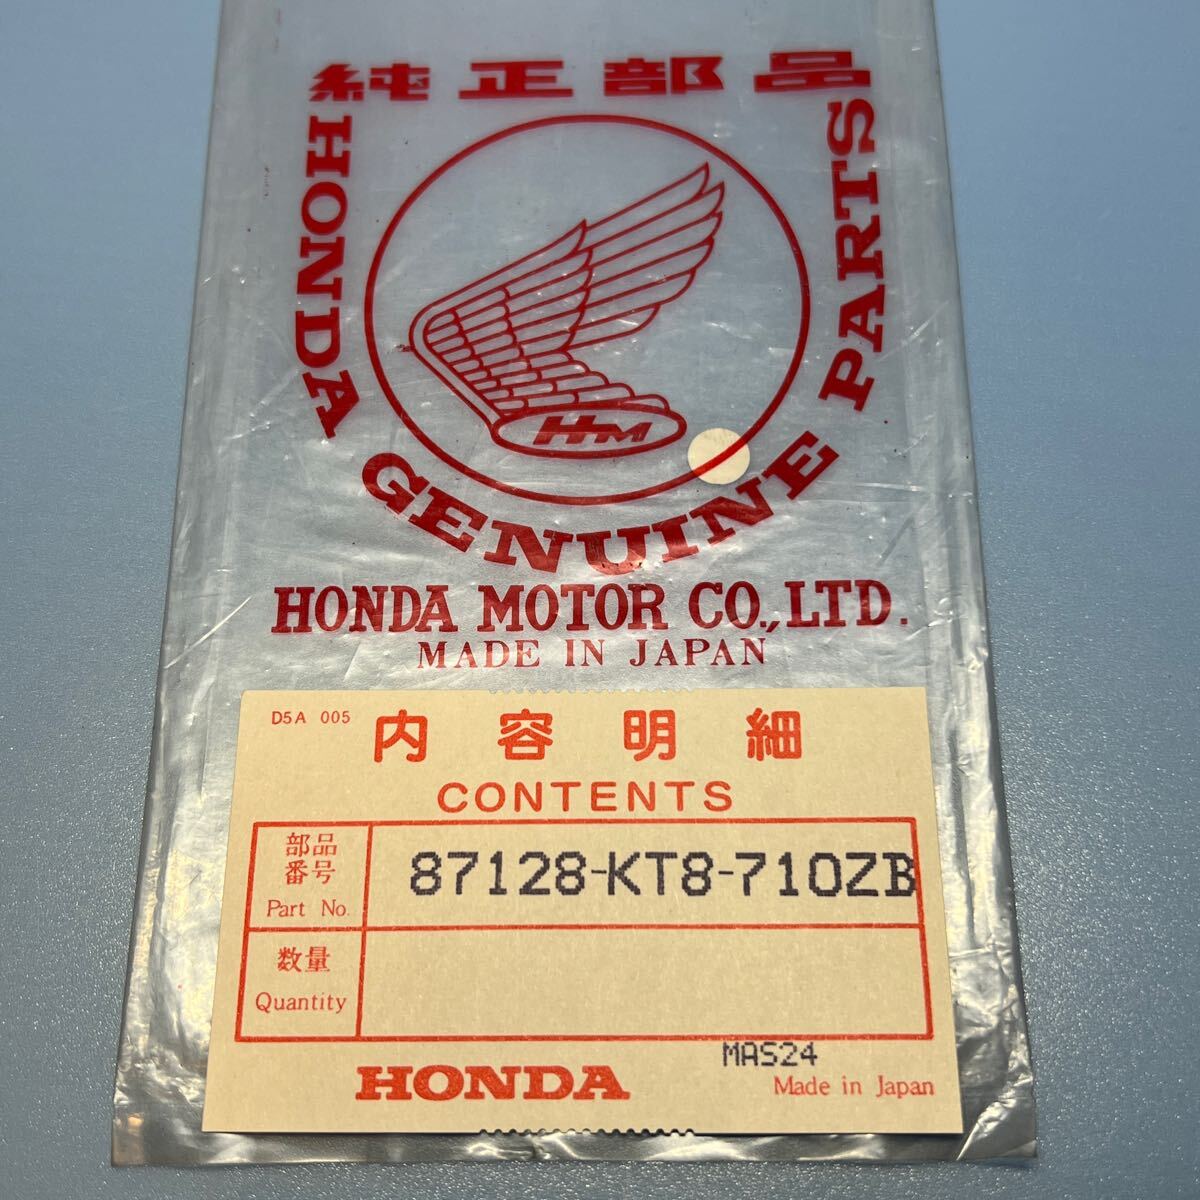 純正部品
HONDA GENUINE PARTS
HM
HONDA MOTOR CO., LTD.
MADE IN JAPAN
D5A 005
内容明細
CONTENTS
部品
番号
Part No.
87128-KT8-710ZB
数量
Quantity
MAS24
HONDA
Made in Japan